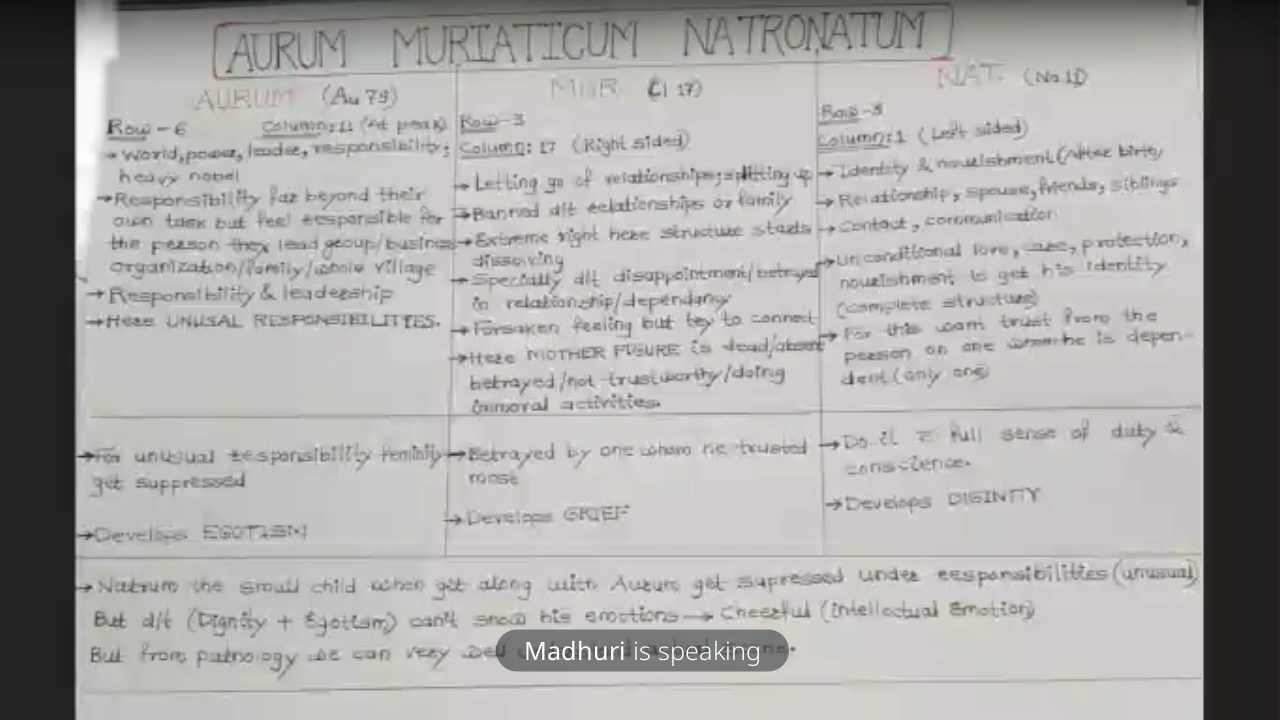 AURUM MURIATICUM NATRONATUM
AURUM (Au 79)
Row - 6 Column: 11 (At peak)
→ World, power, leader, responsibility;
heavy nobel
→ Responsibility far beyond their
own task but feel responsible for
the person they lead group/business
organization/family/whole village
→ Responsibility & leadership
→ Here UNUSAL RESPONSIBILITIES.
MUR. (Cl 17)
Row - 3
Column: 17 (Right sided)
→ Letting go of relationships; splitting up
→ Banned d/t relationships or family
→ Extreme right here structure starts
dissolving
→ Specially d/t disappointment/betrayed
in relationship/dependancy
→ Forsaken feeling but try to connect
→ Here MOTHER FIGURE is dead/absent
betrayed/not trustworthy/doing
immoral activities.
NAT. (Na 11)
Row - 3
Column: 1 (Left sided)
→ Identity & nourishment (After birth)
→ Relationship, spouse, friends, siblings
→ Contact, communication
→ Unconditional love, care, protection,
nourishment to get his identity
(complete structure)
→ For this want trust from the
person on one whom he is depen-
dent (only one)
→ For unusual responsibility
get suppressed
→ Develops EGOTISM
→ Betrayed by one whom he trusted
most
→ Develops GRIEF
→ Do it c̄ full sense of duty &
conscience.
→ Develops DIGINITY
→ Natrum the small child when get along with Aurum get supressed under responsibilities (unusual)
But d/t (Dignity + Egotism) can't show his emotions → Cheerful (Intellectual Emotion)
But from pathology we can very well
Madhuri is speaking